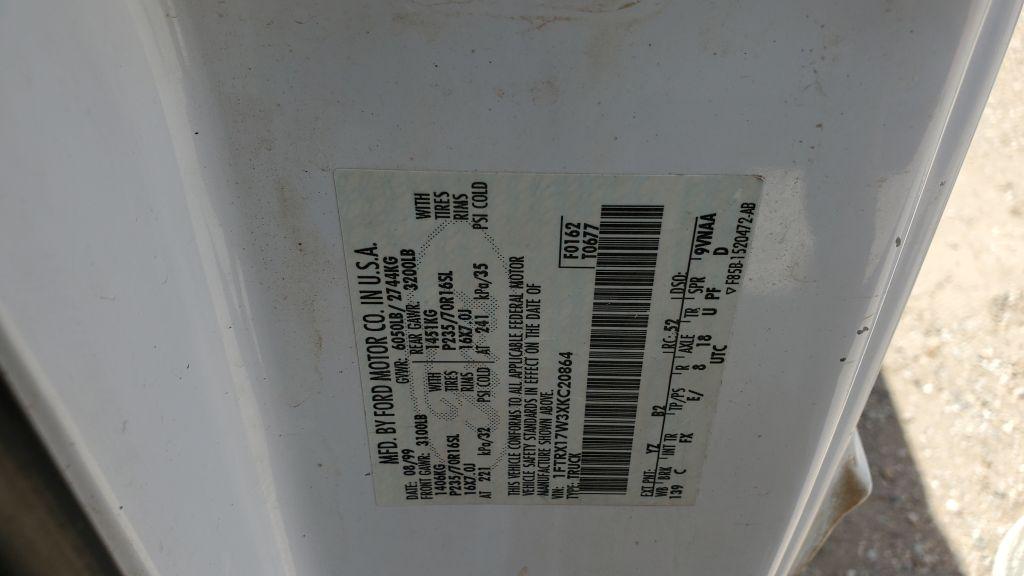 MFD. BY FORD MOTOR CO. IN U.S.A.
DATE: 08/99 GVWR: 6050LB/ 2744KG
FRONT GAWR: 3100LB REAR GAWR: 3200LB
1406KG WITH 1451KG WITH
P235/70R16SL TIRES P235/70R16SL TIRES
16X7.0J RIMS 16X7.0J RIMS
AT 221 kPa/32 PSI COLD AT 241 kPa/35 PSI COLD
THIS VEHICLE CONFORMS TO ALL APPLICABLE FEDERAL MOTOR
VEHICLE SAFETY STANDARDS IN EFFECT ON THE DATE OF
MANUFACTURE SHOWN ABOVE.
VIN: 1FTRX17W3XKC20864 F0162
TYPE: TRUCK T0677
EXT PNT: YZ B2 RC: 52 DSO:
WB BRK INT TR TP/PS R AXLE TR SPR 9VNAA
139 C FX E/ 8 18 U PF D
UTC ▽ F85B-1520472-AB